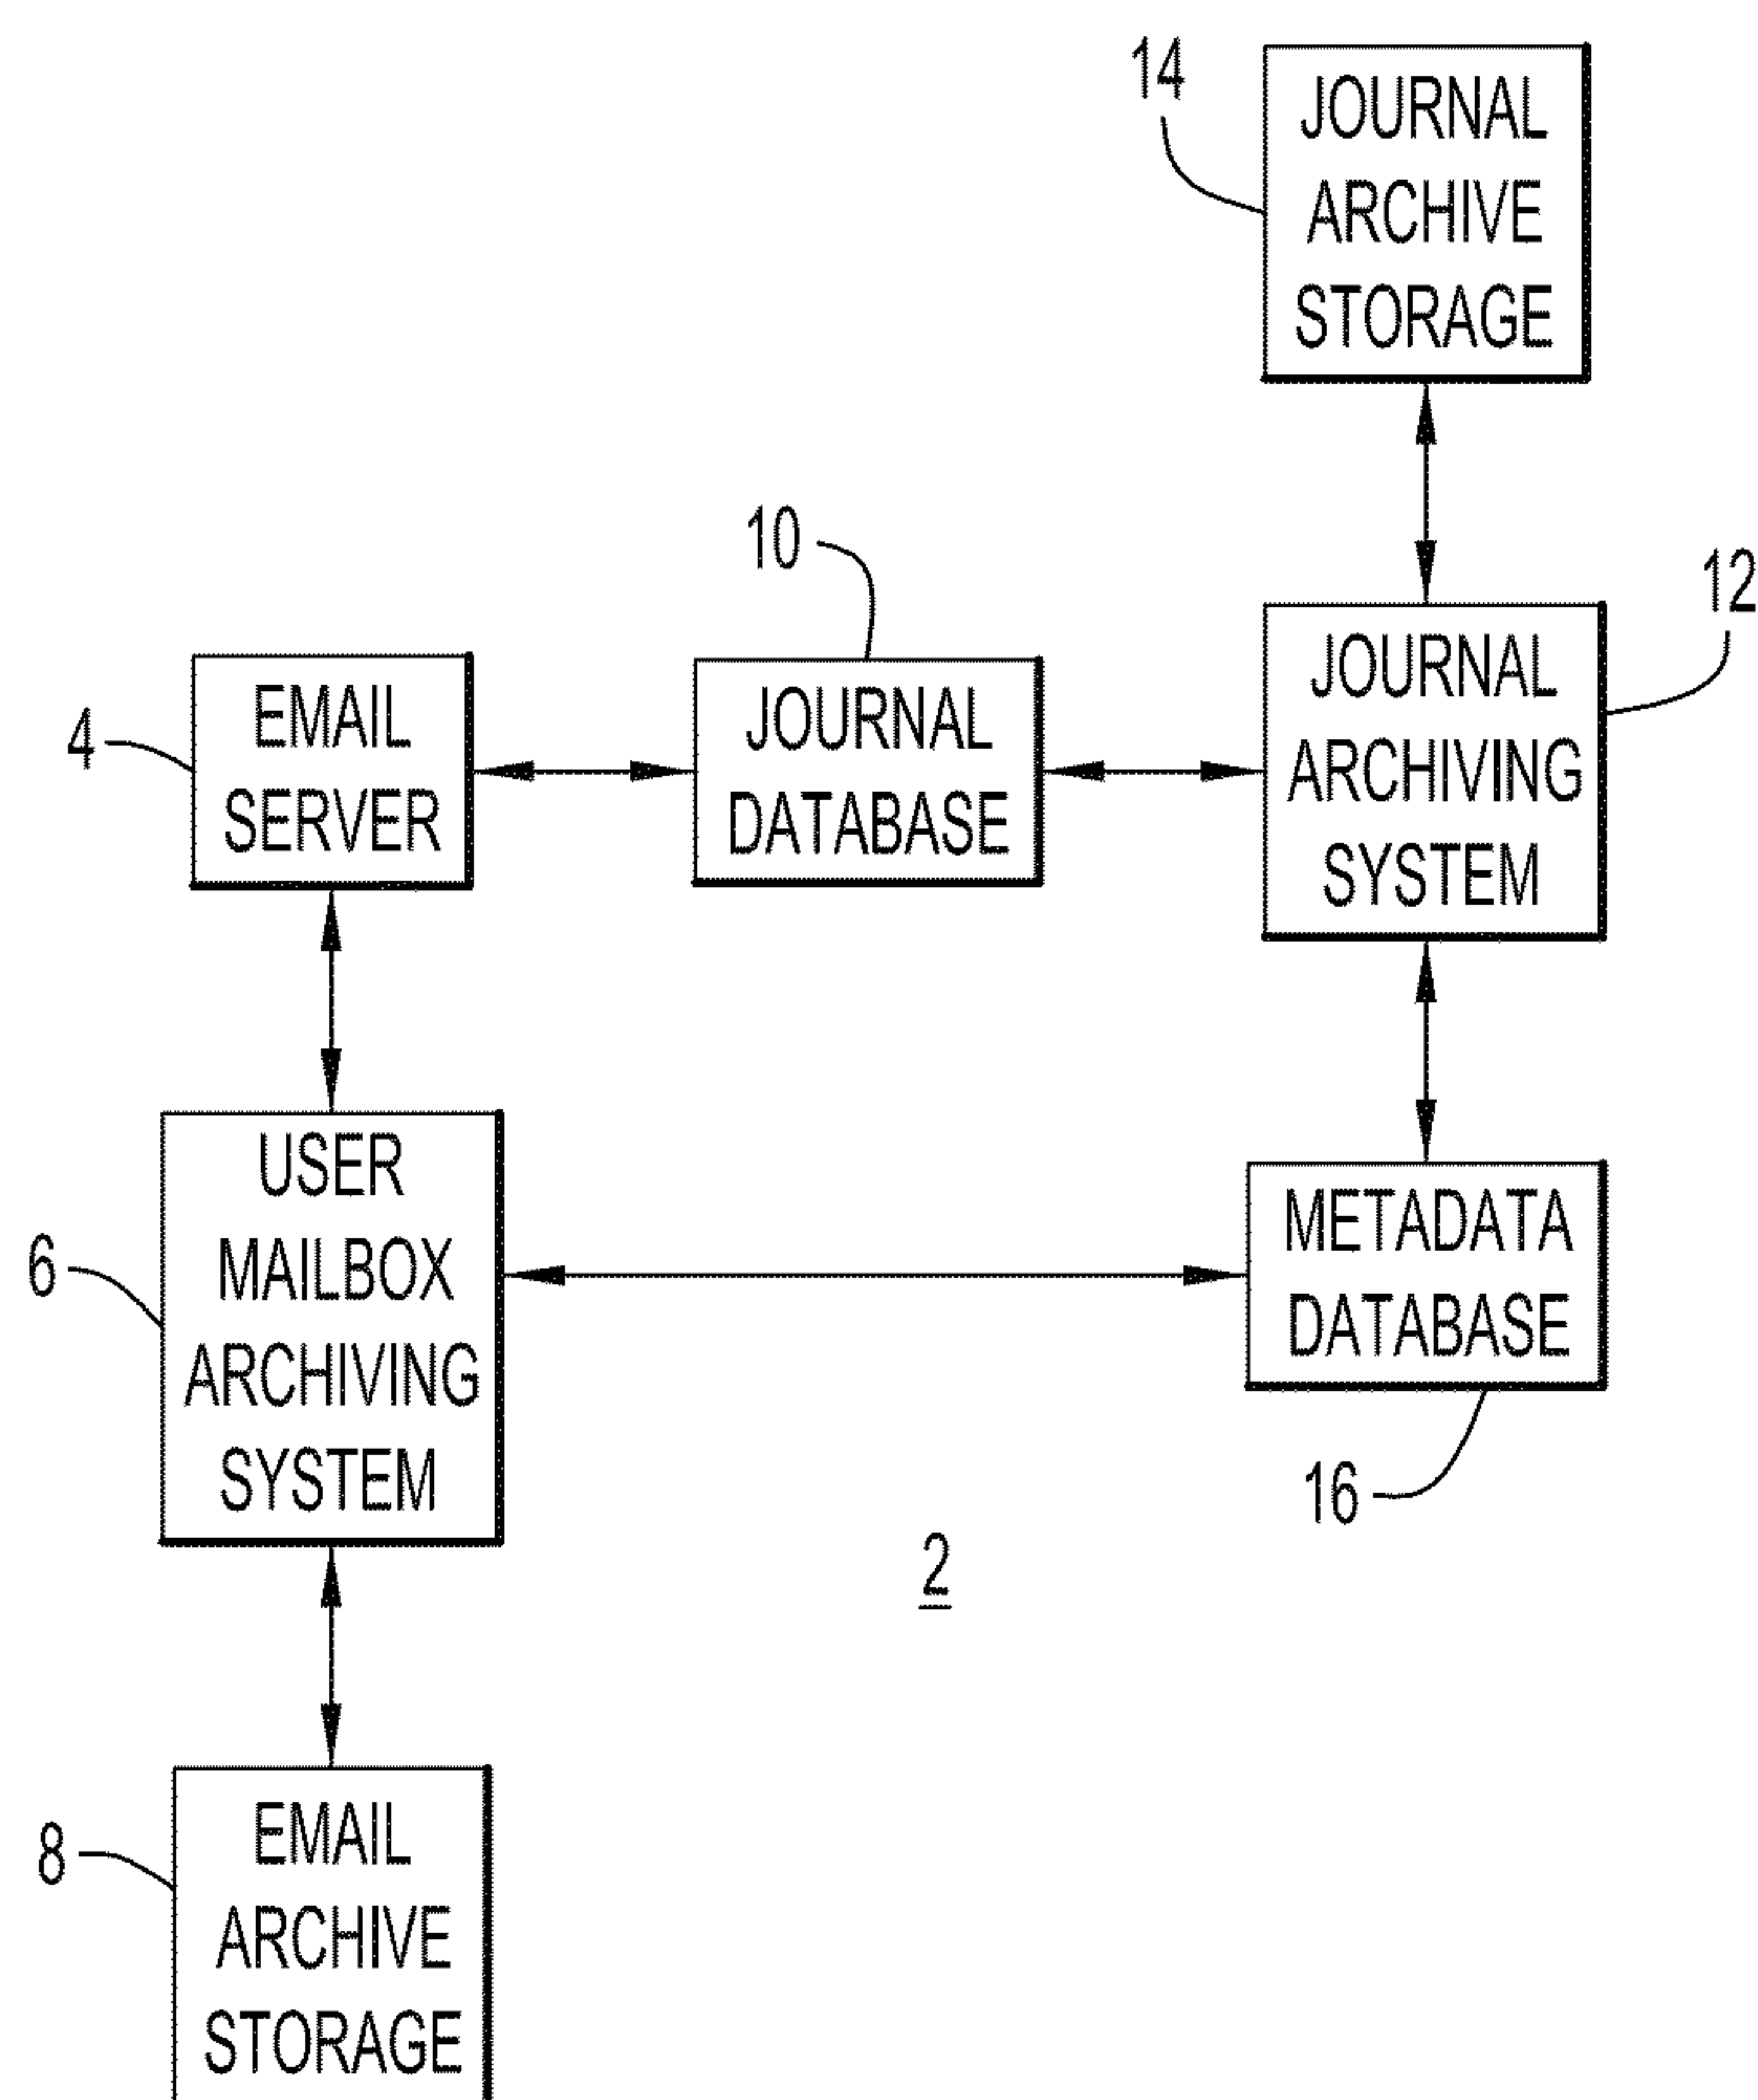 14
JOURNAL
ARCHIVE
STORAGE
10
12
4
EMAIL
SERVER
JOURNAL
DATABASE
JOURNAL
ARCHIVING
SYSTEM
6
USER
MAILBOX
ARCHIVING
SYSTEM
METADATA
DATABASE
16
2
8
EMAIL
ARCHIVE
STORAGE